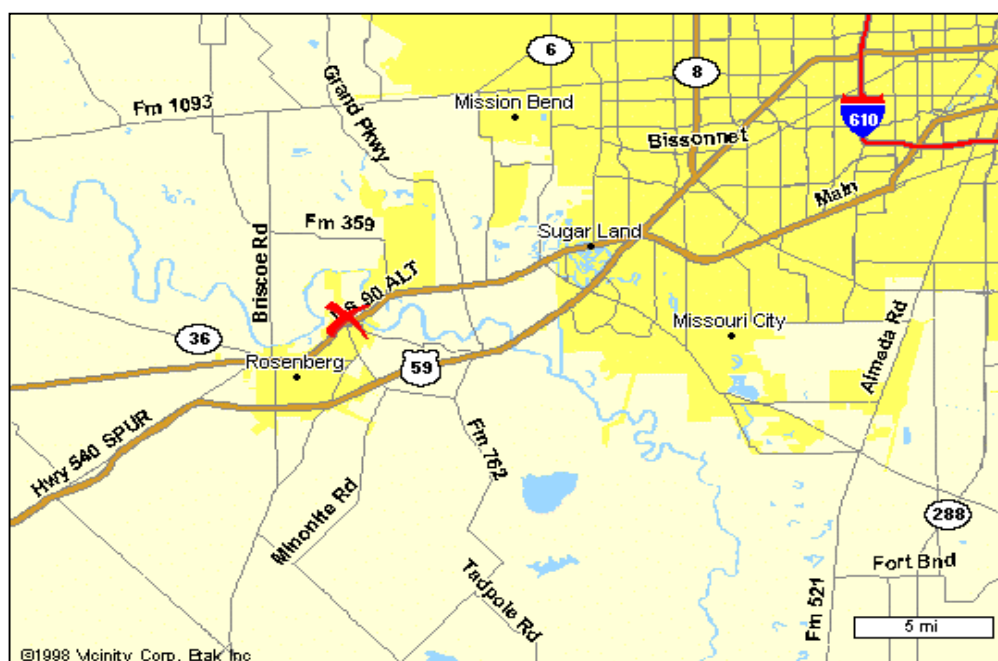 6
8
Fm 1093
Grand Pkwy
Mission Bend
610
Bissonnet
Main
Fm 359
Sugar Land
Briscoe Rd
US 90 ALT
36
Missouri City
Rosenberg
59
Almeda Rd
Hwy 540 SPUR
Fm 762
Minonite Rd
288
Tadpole Rd
Fort Bnd
Fm 521
5 mi
©1998 Vicinity Corp. Etak Inc